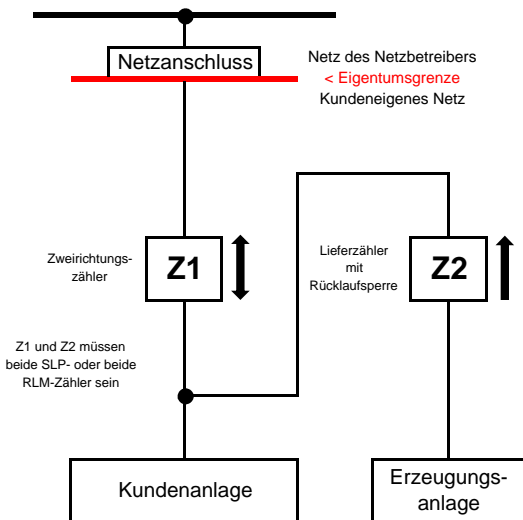 Netzanschluss
Netz des Netzbetreibers
< Eigentumsgrenze
Kundeneigenes Netz
Zweirichtungs-
zähler
Z1
Lieferzähler
mit
Rücklaufsperre
Z2
Z1 und Z2 müssen
beide SLP- oder beide
RLM-Zähler sein
Kundenanlage
Erzeugungs-
anlage